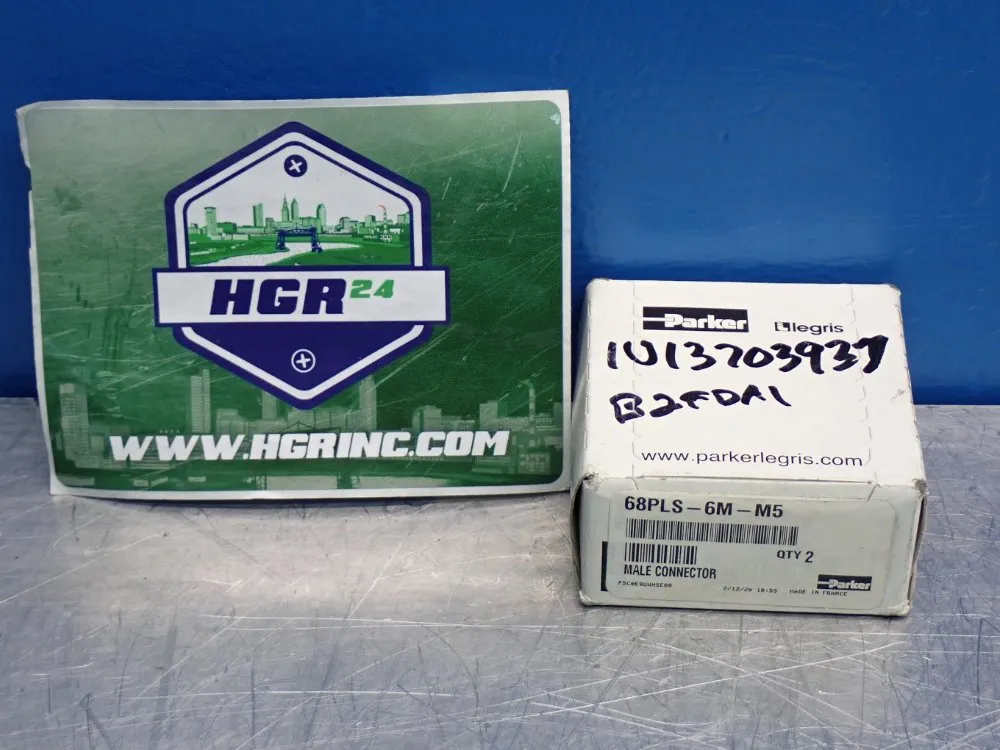 HGR24
WWW.HGRINC.COM
Parker legris
1U13703937
B2FDA1
www.parkerlegris.com
68PLS-6M-M5
QTY 2
MALE CONNECTOR
Parker
2/12/20 10:55 MADE IN FRANCE